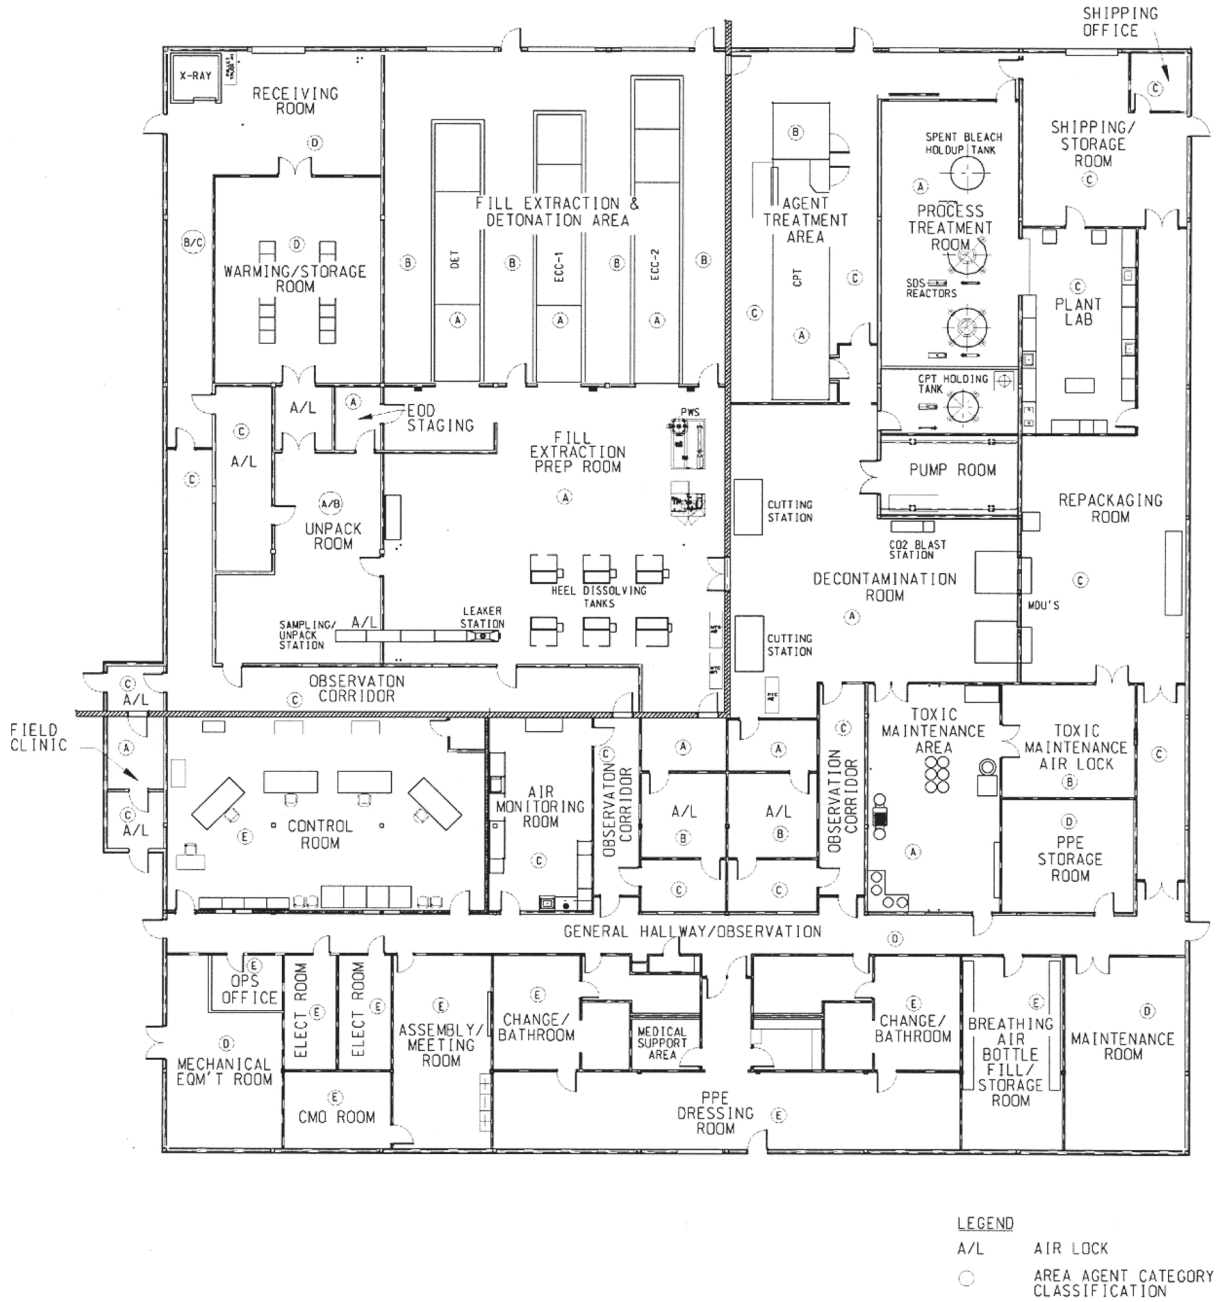 SHIPPING
OFFICE
X-RAY
RECEIVING
ROOM
D
C
SHIPPING/
STORAGE
ROOM
C
SPENT BLEACH
HOLDUP TANK
A
PROCESS
TREATMENT
ROOM
SDS
REACTORS
B
AGENT
TREATMENT
AREA
CPT
C
C
A
FILL EXTRACTION &
DETONATION AREA
B
DET
B
ECC-1
B
ECC-2
B
A
A
A
B/C
D
WARMING/STORAGE
ROOM
C
PLANT
LAB
CPT HOLDING
TANK
A/L
A
EOD
STAGING
C
A/L
C
FILL
EXTRACTION
PREP ROOM
A
PWS
PUMP ROOM
A/B
UNPACK
ROOM
CUTTING
STATION
CO2 BLAST
STATION
REPACKAGING
ROOM
C
MDU'S
DECONTAMINATION
ROOM
A
HEEL DISSOLVING
TANKS
LEAKER
STATION
SAMPLING/
UNPACK
STATION
A/L
CUTTING
STATION
OBSERVATON
CORRIDOR
C
C
A/L
FIELD
CLINIC
A
C
A/L
CONTROL
ROOM
E
AIR
MONITORING
ROOM
C
C
OBSERVATION
CORRIDOR
A
A/L
B
C
A
A/L
B
C
C
OBSERVATION
CORRIDOR
TOXIC
MAINTENANCE
AREA
A
TOXIC
MAINTENANCE
AIR LOCK
B
C
D
PPE
STORAGE
ROOM
GENERAL HALLWAY/OBSERVATION
D
E
OPS
OFFICE
D
MECHANICAL
EQM'T ROOM
ELECT ROOM
E
ELECT ROOM
E
E
CMO ROOM
E
ASSEMBLY/
MEETING
ROOM
E
CHANGE/
BATHROOM
MEDICAL
SUPPORT
AREA
PPE
DRESSING
ROOM
E
E
CHANGE/
BATHROOM
E
BREATHING
AIR
BOTTLE
FILL/
STORAGE
ROOM
D
MAINTENANCE
ROOM
LEGEND
A/L AIR LOCK
AREA AGENT CATEGORY
CLASSIFICATION